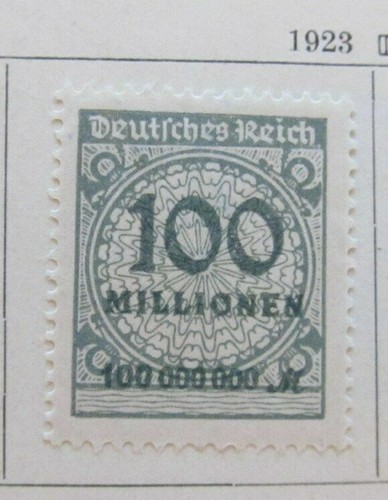 1923
Deutsches Reich
100
MILLIONEN
100 000 000 M